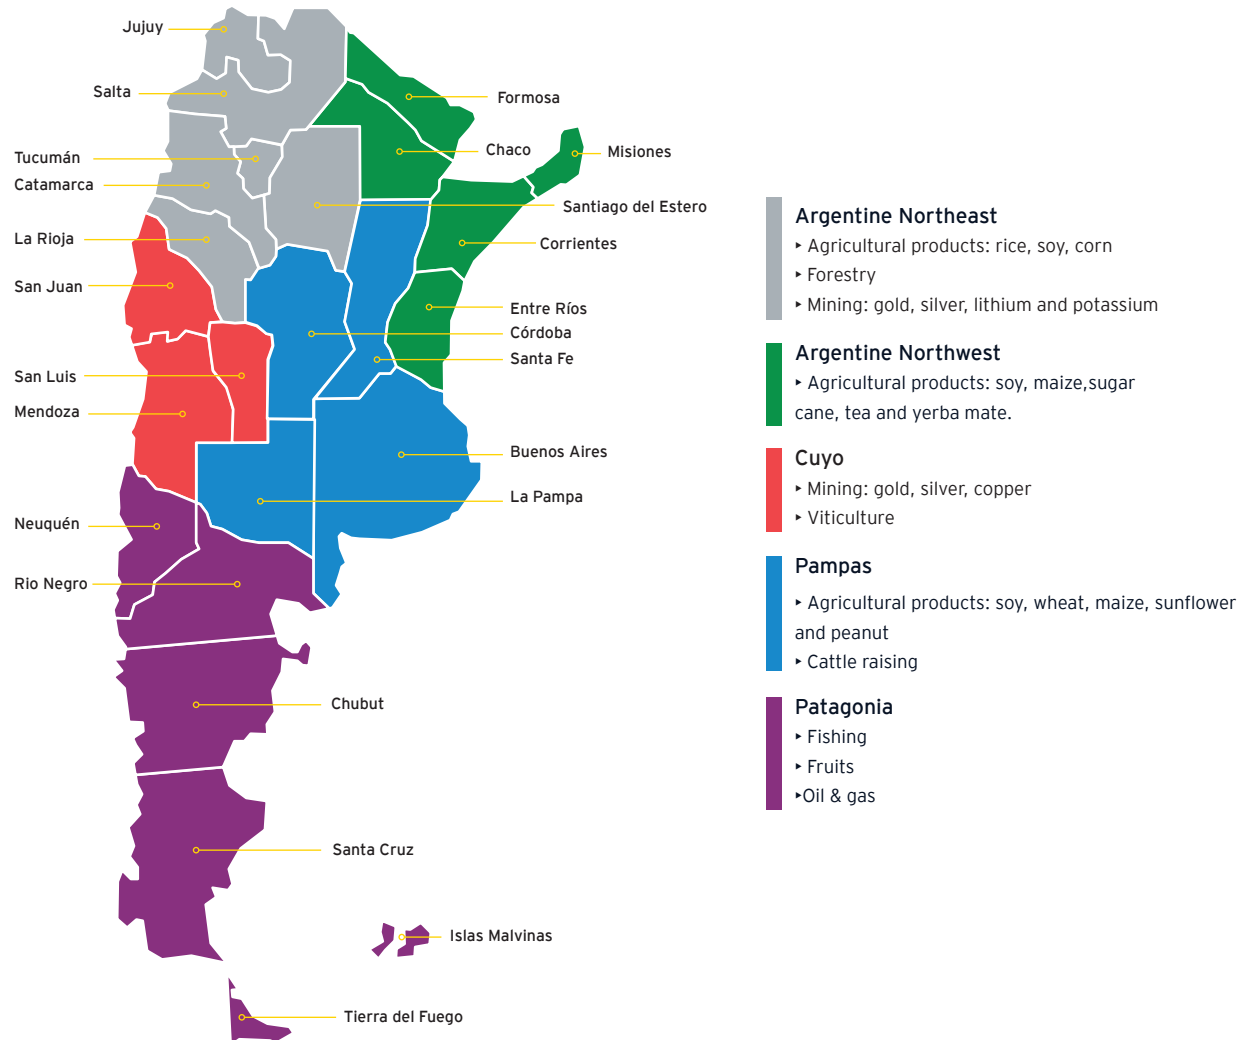 Jujuy
Salta
Tucumán
Catamarca
La Rioja
San Juan
San Luis
Mendoza
Neuquén
Rio Negro
Formosa
Chaco
Misiones
Santiago del Estero
Corrientes
Entre Ríos
Córdoba
Santa Fe
Buenos Aires
La Pampa
Chubut
Santa Cruz
Islas Malvinas
Tierra del Fuego
Argentine Northeast
‣ Agricultural products: rice, soy, corn
‣ Forestry
‣ Mining: gold, silver, lithium and potassium
Argentine Northwest
‣ Agricultural products: soy, maize,sugar
cane, tea and yerba mate.
Cuyo
‣ Mining: gold, silver, copper
‣ Viticulture
Pampas
‣ Agricultural products: soy, wheat, maize, sunflower
and peanut
‣ Cattle raising
Patagonia
‣ Fishing
‣ Fruits
‣Oil & gas